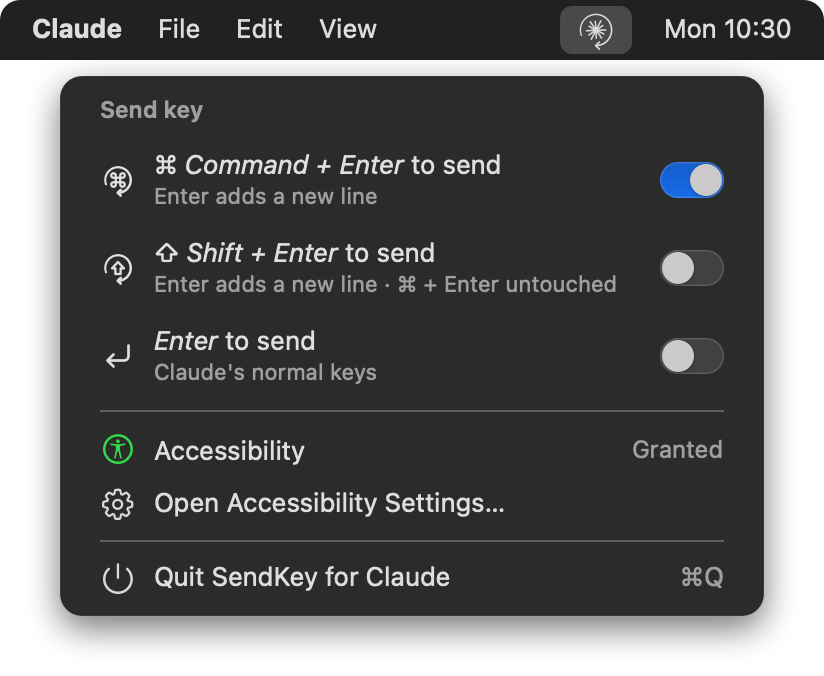 Claude File Edit View Mon 10:30
Send key
⌘ Command + Enter to send
Enter adds a new line
⇧ Shift + Enter to send
Enter adds a new line · ⌘ + Enter untouched
Enter to send
Claude's normal keys
Accessibility Granted
Open Accessibility Settings...
Quit SendKey for Claude ⌘Q